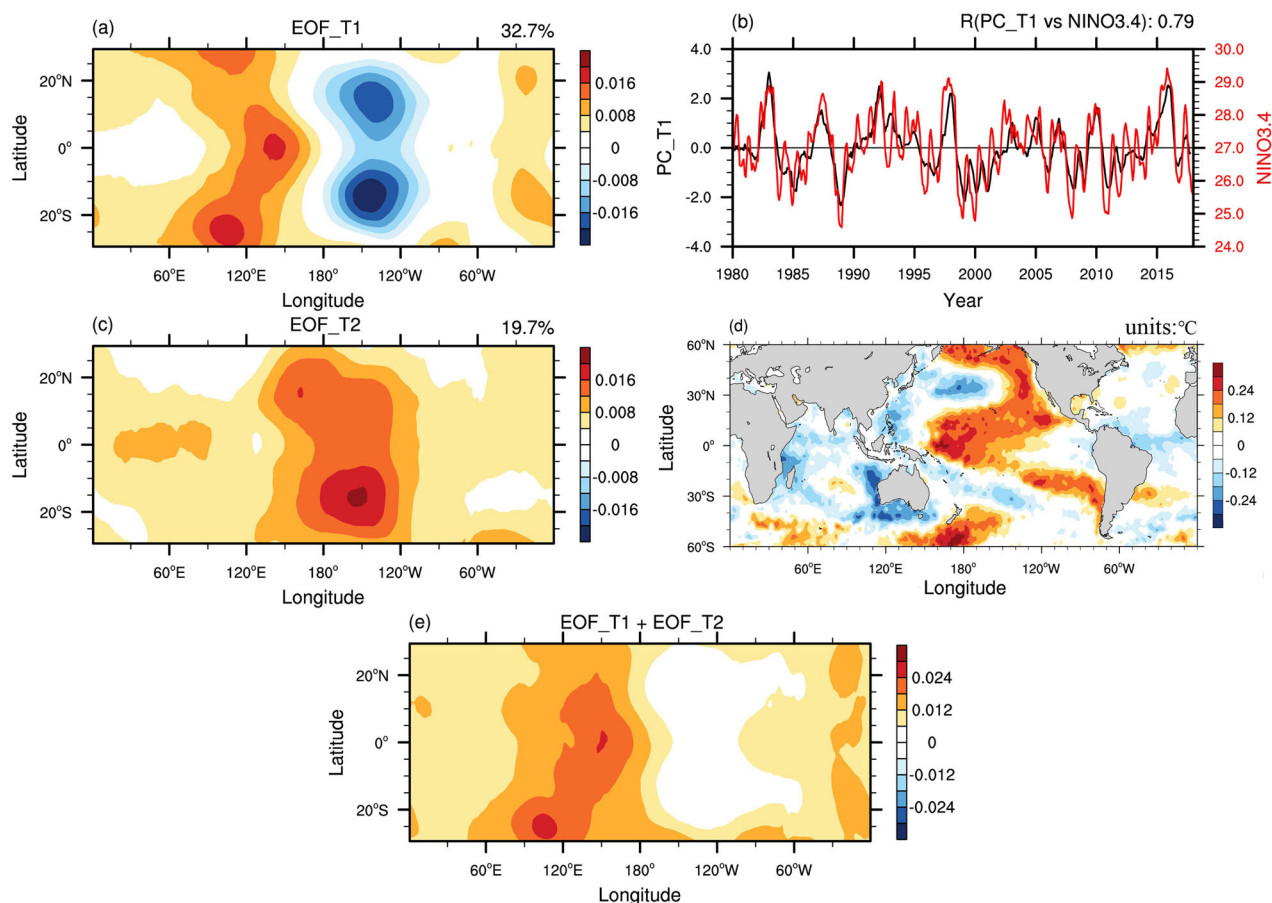 (a) EOF_T1 32.7%
20°N
0°
20°S
Latitude
60°E 120°E 180° 120°W 60°W
Longitude
0.016
0.008
0
-0.008
-0.016
(b) R(PC_T1 vs NINO3.4): 0.79
4.0
2.0
0.0
-2.0
-4.0
PC_T1
30.0
29.0
28.0
27.0
26.0
25.0
24.0
NINO3.4
1980 1985 1990 1995 2000 2005 2010 2015
Year
(c) EOF_T2 19.7%
20°N
0°
20°S
Latitude
60°E 120°E 180° 120°W 60°W
Longitude
0.016
0.008
0
-0.008
-0.016
(d) units:℃
60°N
30°N
0°
30°S
60°S
Latitude
60°E 120°E 180° 120°W 60°W
Longitude
0.24
0.12
0
-0.12
-0.24
(e) EOF_T1 + EOF_T2
20°N
0°
20°S
Latitude
60°E 120°E 180° 120°W 60°W
Longitude
0.024
0.012
0
-0.012
-0.024